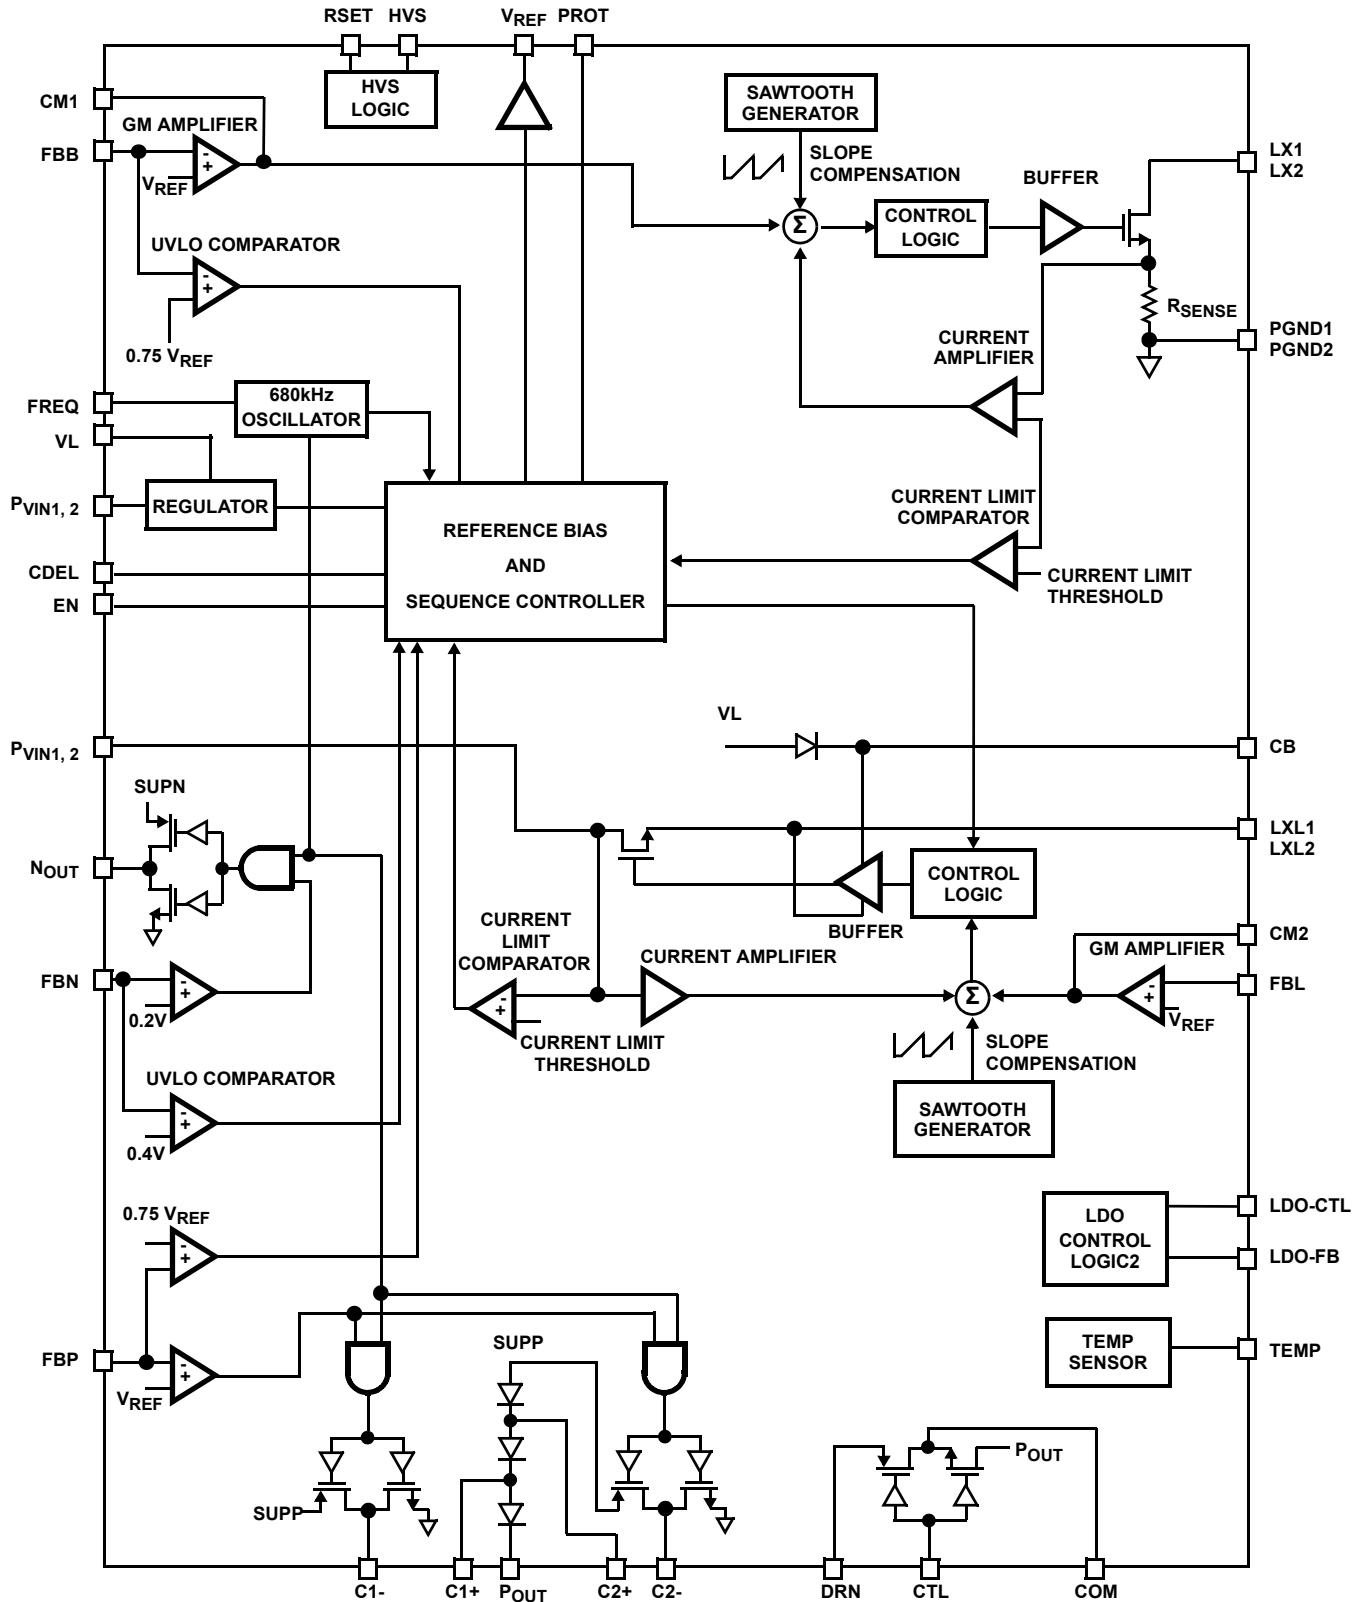 RSET HVS VREF PROT
HVS
LOGIC
SAWTOOTH
GENERATOR
CM1
GM AMPLIFIER
FBB
-
+
VREF
SLOPE
COMPENSATION
LX1
LX2
BUFFER
Σ
CONTROL
LOGIC
UVLO COMPARATOR
-
+
0.75 VREF
RSENSE
PGND1
PGND2
CURRENT
AMPLIFIER
FREQ
680kHz
OSCILLATOR
VL
PVIN1, 2
REGULATOR
CURRENT LIMIT
COMPARATOR
REFERENCE BIAS
AND
SEQUENCE CONTROLLER
CDEL
EN
CURRENT LIMIT
THRESHOLD
VL
PVIN1, 2
CB
SUPN
NOUT
LXL1
LXL2
CONTROL
LOGIC
BUFFER
CURRENT
LIMIT
COMPARATOR
CURRENT AMPLIFIER
CM2
GM AMPLIFIER
FBN
-
+
0.2V
-
+
Σ
-
+
FBL
VREF
CURRENT LIMIT
THRESHOLD
SLOPE
COMPENSATION
UVLO COMPARATOR
-
+
0.4V
SAWTOOTH
GENERATOR
0.75 VREF
-
+
LDO
CONTROL
LOGIC2
LDO-CTL
LDO-FB
FBP
-
+
VREF
SUPP
TEMP
SENSOR
TEMP
POUT
SUPP
C1- C1+ POUT C2+ C2- DRN CTL COM